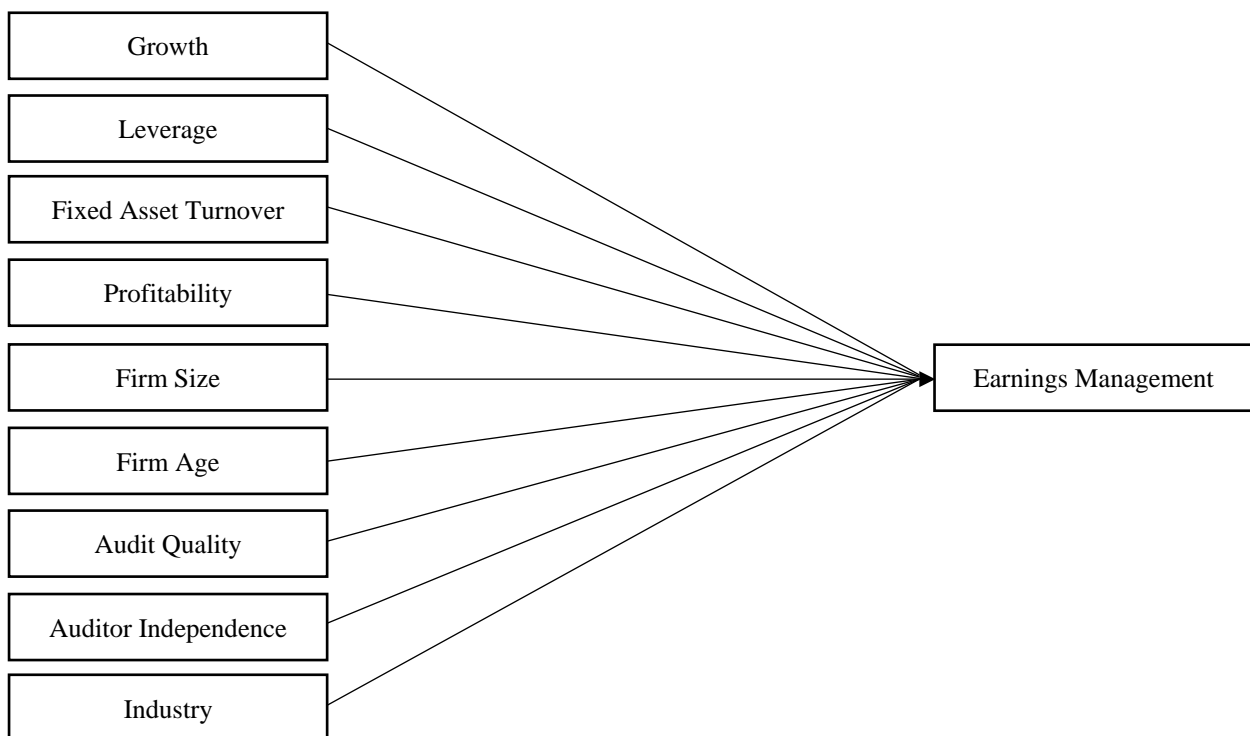 Growth
Leverage
Fixed Asset Turnover
Profitability
Firm Size
Earnings Management
Firm Age
Audit Quality
Auditor Independence
Industry